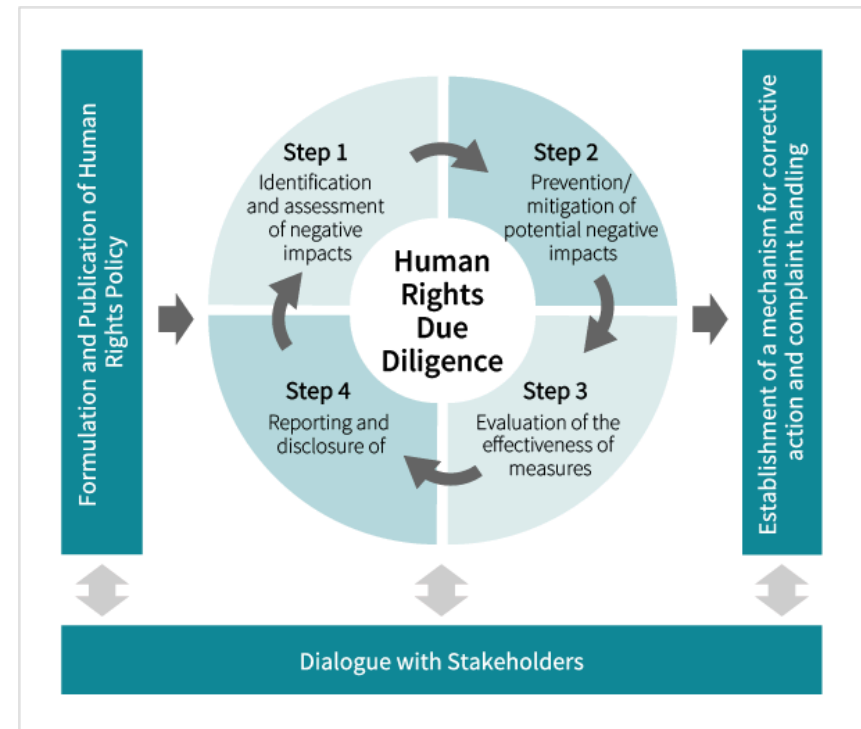 Formulation and Publication of Human
Rights Policy
Step 1
Identification
and assessment
of negative
impacts
Step 2
Prevention/
mitigation of
potential negative
impacts
Human
Rights
Due
Diligence
Step 3
Evaluation of the
effectiveness of
measures
Step 4
Reporting and
disclosure of
Establishment of a mechanism for corrective
action and complaint handling
Dialogue with Stakeholders